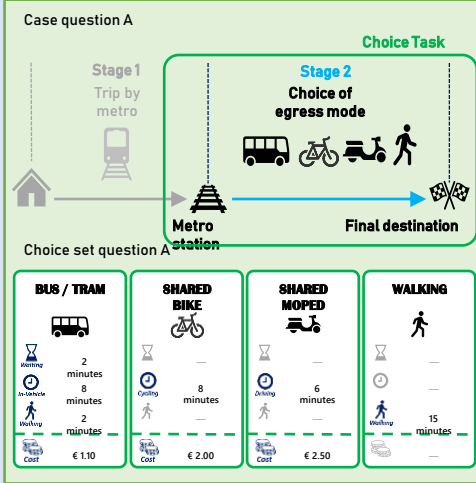 Case question A
Choice Task
Stage 1
Trip by
metro
Stage 2
Choice of
egress mode
Metro
station
Final destination
Choice set question A
BUS / TRAM
Waiting
2
minutes
In-Vehicle
8
minutes
Walking
2
minutes
Cost
€ 1.10
SHARED
BIKE
—
Cycling
8
minutes
—
Cost
€ 2.00
SHARED
MOPED
—
Driving
6
minutes
—
Cost
€ 2.50
WALKING
—
—
Walking
15
minutes
—